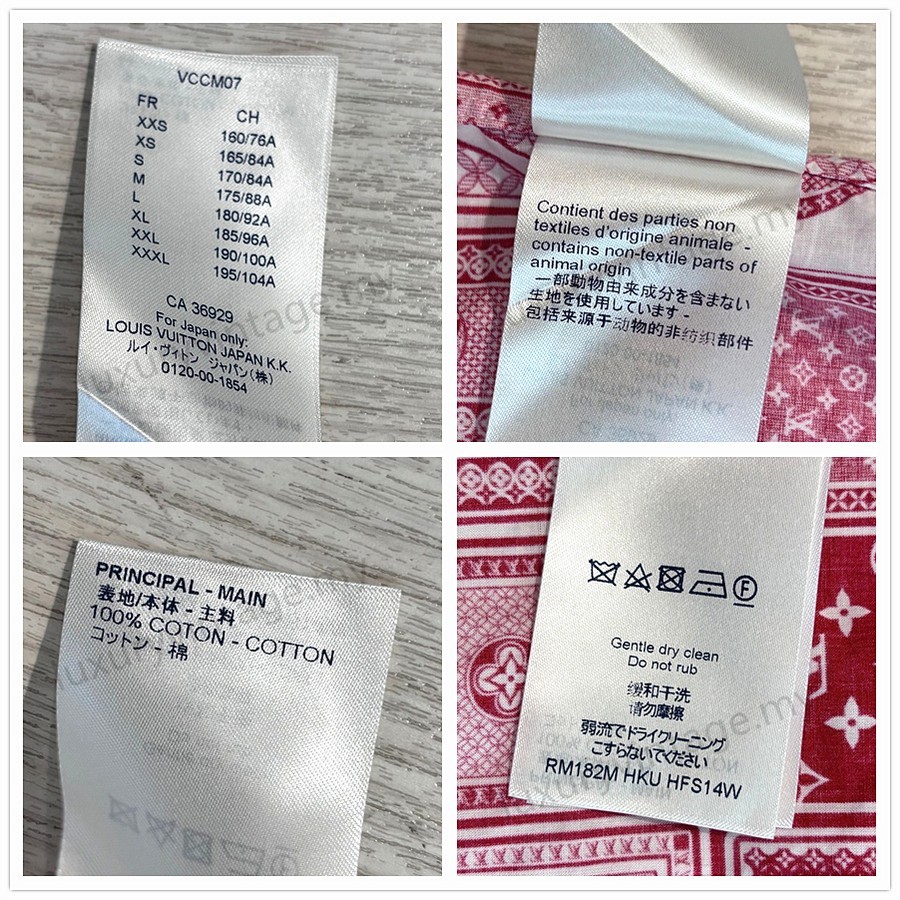 VCCM07
FR CH
XXS 160/76A
XS 165/84A
S 170/84A
M 175/88A
L 180/92A
XL 185/96A
XXL 190/100A
XXXL 195/104A
CA 36929
For Japan only:
LOUIS VUITTON JAPAN K.K.
ルイ・ヴィトン ジャパン(株)
0120-00-1854
Contient des parties non
textiles d'origine animale -
contains non-textile parts of
animal origin
一部動物由来成分を含まない
生地を使用しています -
包括来源于动物的非纺织部件
PRINCIPAL - MAIN
表地/本体 - 主料
100% COTON - COTTON
コットン - 棉
F
Gentle dry clean
Do not rub
缓和干洗
请勿摩擦
弱流でドライクリーニング
こすらないでください
RM182M HKU HFS14W